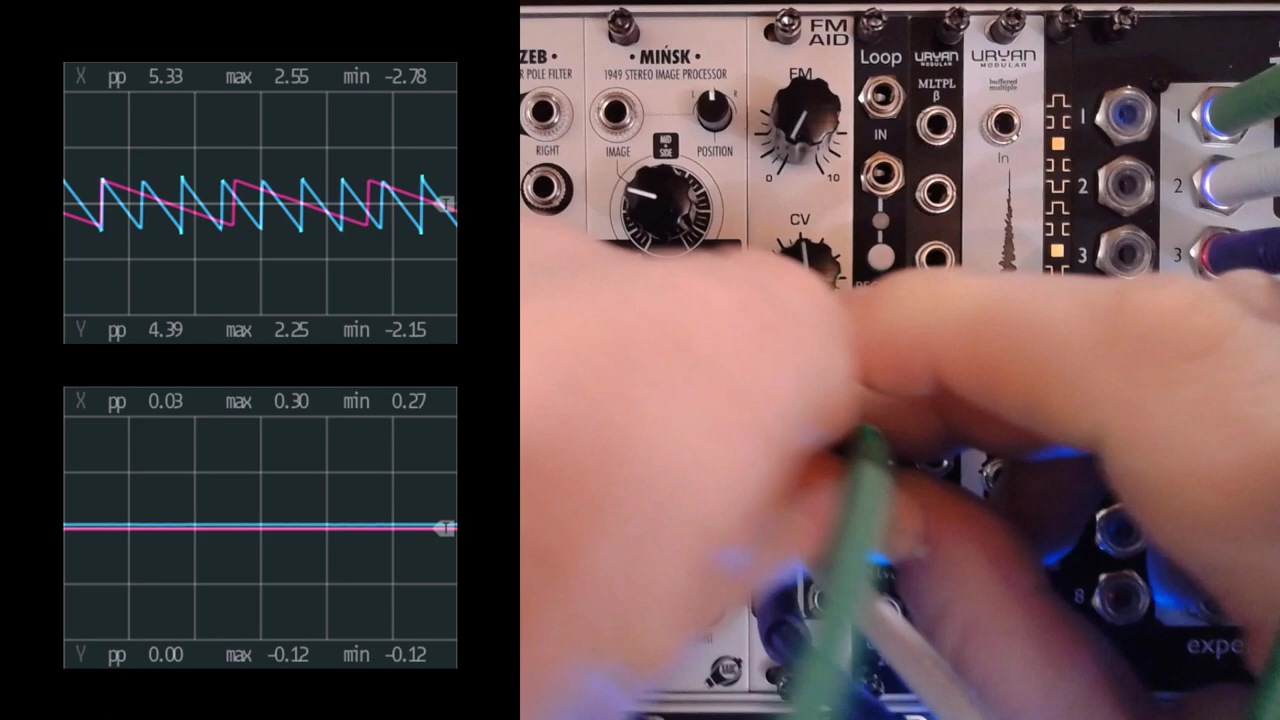 X pp 5.33 max 2.55 min -2.78
T
Y pp 4.39 max 2.25 min -2.15
X pp 0.03 max 0.30 min 0.27
T
Y pp 0.00 max -0.12 min -0.12
ZEB •
R POLE FILTER
RIGHT
• MIŃSK •
1949 STEREO IMAGE PROCESSOR
L R
IMAGE
MID + SIDE
POSITION
FM AID
FM
0 10
CV
Loop
IN
URYAN
MODULAR
MLTPL
β
URYAN
MODULAR
buffered
multiple
In
1
2
3
8
1
2
3
expe